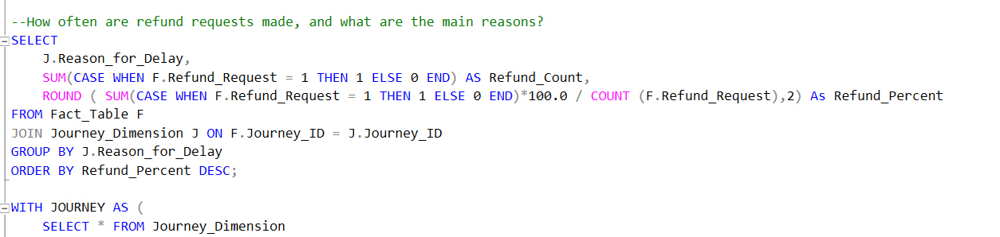 --How often are refund requests made, and what are the main reasons?
SELECT
    J.Reason_for_Delay,
    SUM(CASE WHEN F.Refund_Request = 1 THEN 1 ELSE 0 END) AS Refund_Count,
    ROUND ( SUM(CASE WHEN F.Refund_Request = 1 THEN 1 ELSE 0 END)*100.0 / COUNT (F.Refund_Request),2) As Refund_Percent
FROM Fact_Table F
JOIN Journey_Dimension J ON F.Journey_ID = J.Journey_ID
GROUP BY J.Reason_for_Delay
ORDER BY Refund_Percent DESC;
WITH JOURNEY AS (
    SELECT * FROM Journey_Dimension